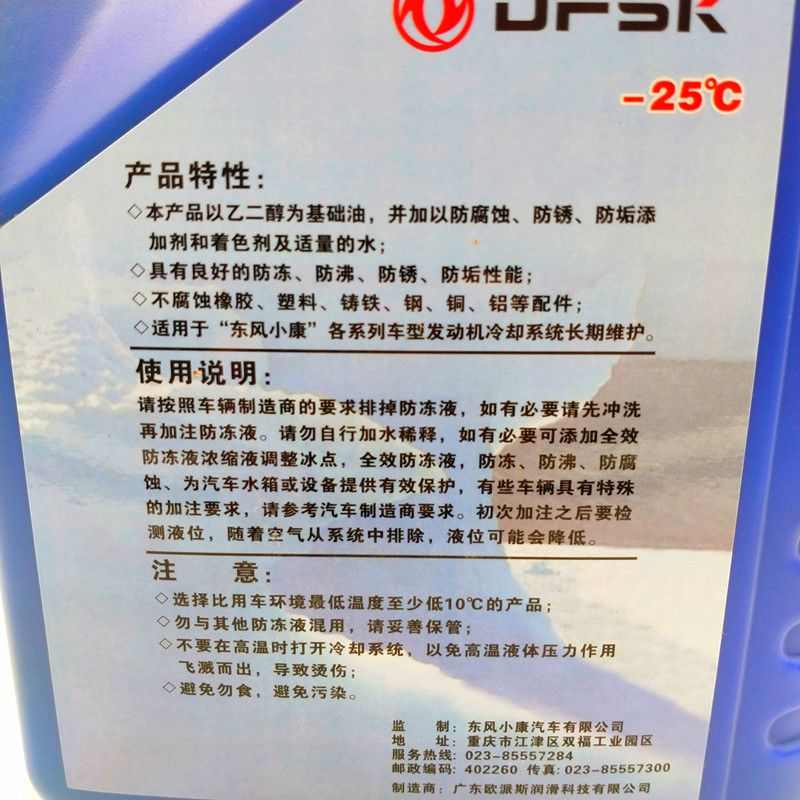 DFSK
-25℃
产品特性：
◇本产品以乙二醇为基础油，并加以防腐蚀、防锈、防垢添
加剂和着色剂及适量的水；
◇具有良好的防冻、防沸、防锈、防垢性能；
◇不腐蚀橡胶、塑料、铸铁、钢、铜、铝等配件；
◇适用于“东风小康”各系列车型发动机冷却系统长期维护。
使用说明：
请按照车辆制造商的要求排掉防冻液，如有必要请先冲洗
再加注防冻液。请勿自行加水稀释，如有必要可添加全效
防冻液浓缩液调整冰点，全效防冻液，防冻、防沸、防腐
蚀、为汽车水箱或设备提供有效保护，有些车辆具有特殊
的加注要求，请参考汽车制造商要求。初次加注之后要检
测液位，随着空气从系统中排除，液位可能会降低。
注 意：
◇选择比用车环境最低温度至少低10℃的产品；
◇勿与其他防冻液混用，请妥善保管；
◇不要在高温时打开冷却系统，以免高温液体压力作用
飞溅而出，导致烫伤；
◇避免勿食，避免污染。
监 制：东风小康汽车有限公司
地 址：重庆市江津区双福工业园区
服务热线：023-85557284
邮政编码：402260 传真：023-85557300
制造商：广东欧派斯润滑科技有限公司